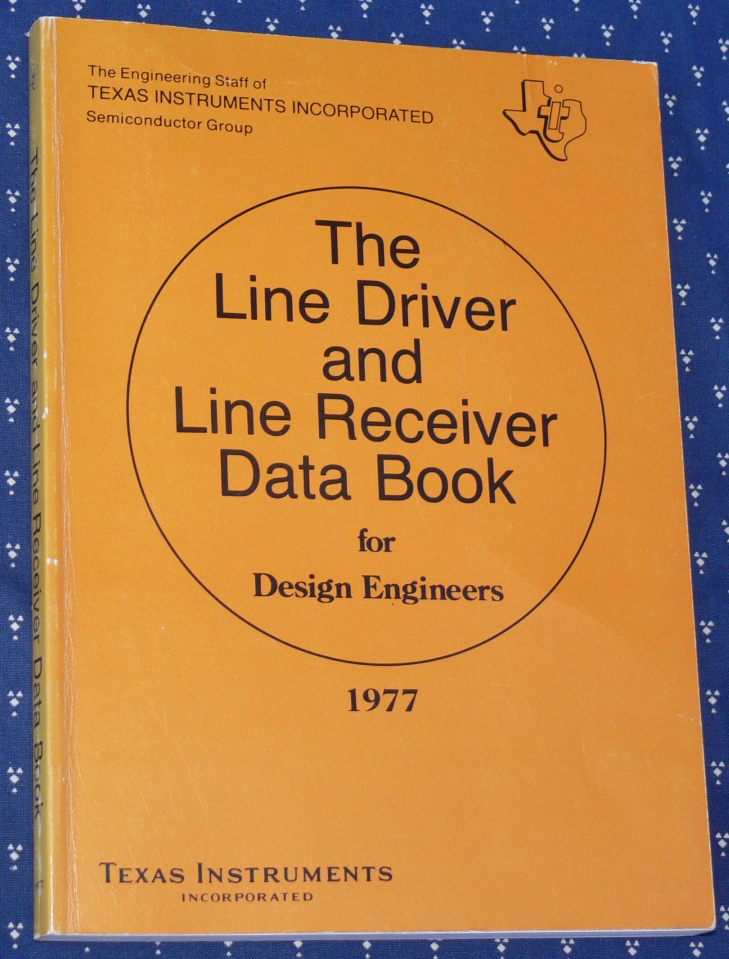 The Engineering Staff of
TEXAS INSTRUMENTS INCORPORATED
Semiconductor Group
The
Line Driver
and
Line Receiver
Data Book
for
Design Engineers
1977
TEXAS INSTRUMENTS
INCORPORATED
The Line Driver and Line Receiver Data Book